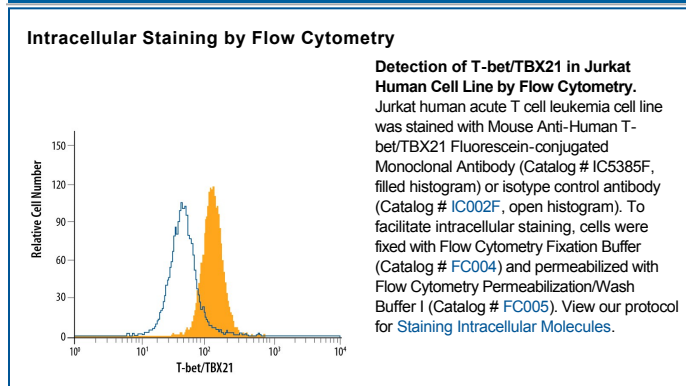 Intracellular Staining by Flow Cytometry
Detection of T-bet/TBX21 in Jurkat
Human Cell Line by Flow Cytometry.
Jurkat human acute T cell leukemia cell line
was stained with Mouse Anti-Human T-
bet/TBX21 Fluorescein-conjugated
Monoclonal Antibody (Catalog # IC5385F,
filled histogram) or isotype control antibody
(Catalog # IC002F, open histogram). To
facilitate intracellular staining, cells were
fixed with Flow Cytometry Fixation Buffer
(Catalog # FC004) and permeabilized with
Flow Cytometry Permeabilization/Wash
Buffer I (Catalog # FC005). View our protocol
for Staining Intracellular Molecules.
Relative Cell Number
150
120
90
60
30
0
10⁰ 10¹ 10² 10³ 10⁴
T-bet/TBX21